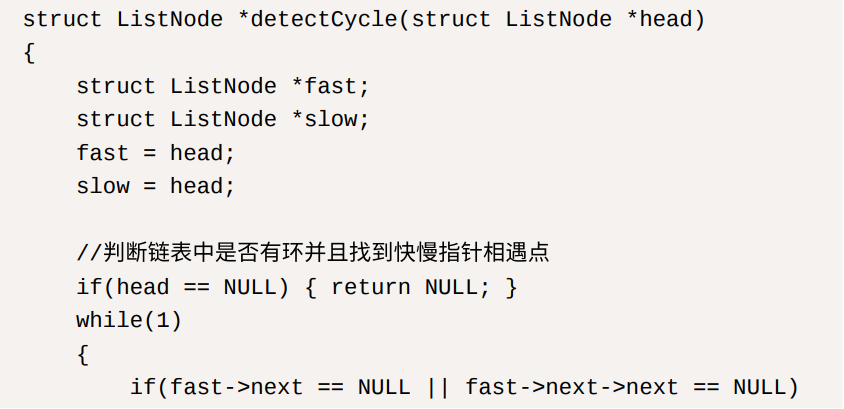 struct ListNode *detectCycle(struct ListNode *head)
{
    struct ListNode *fast;
    struct ListNode *slow;
    fast = head;
    slow = head;

    //判断链表中是否有环并且找到快慢指针相遇点
    if(head == NULL) { return NULL; }
    while(1)
    {
        if(fast->next == NULL || fast->next->next == NULL)